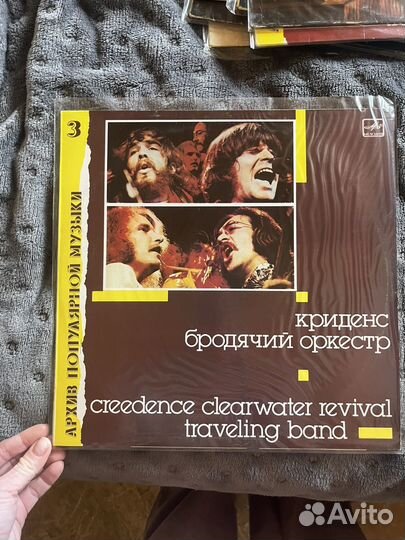 3
АРХИВ ПОПУЛЯРНОЙ МУЗЫКИ
криденс
бродячий оркестр
creedence clearwater revival
traveling band
Avito